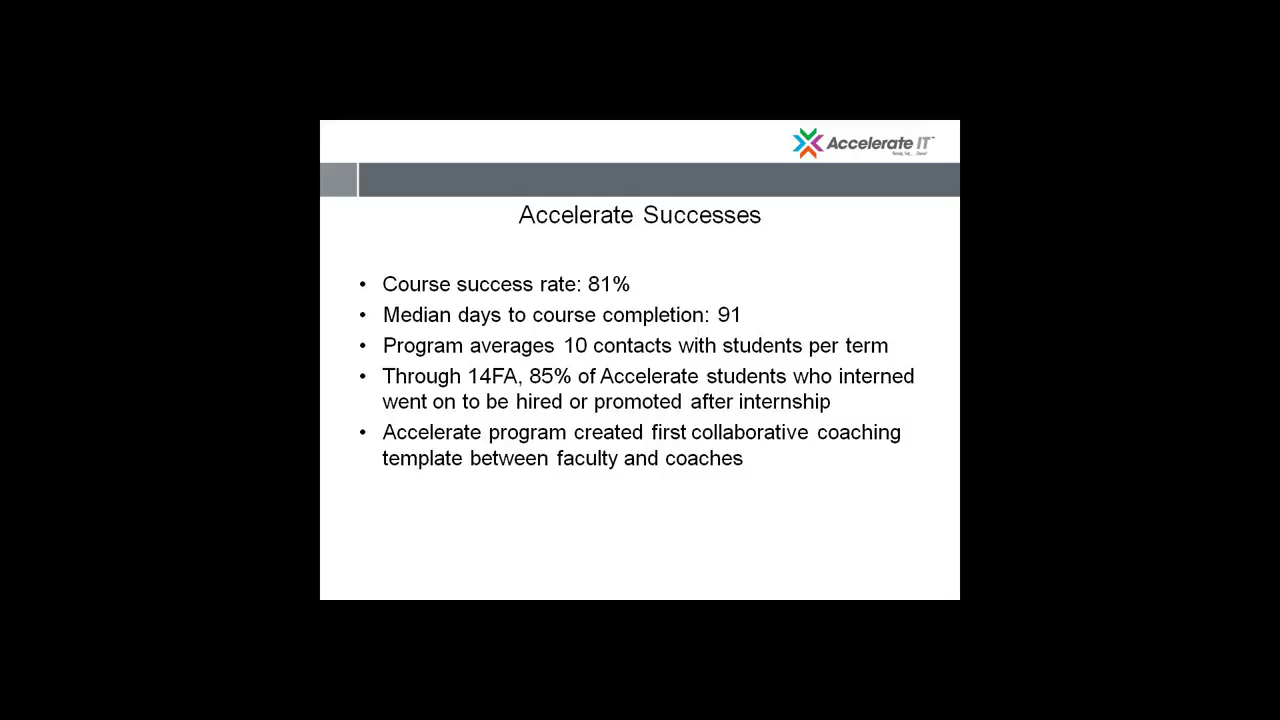 Accelerate IT™
Accelerate Successes
• Course success rate: 81%
• Median days to course completion: 91
• Program averages 10 contacts with students per term
• Through 14FA, 85% of Accelerate students who interned
went on to be hired or promoted after internship
• Accelerate program created first collaborative coaching
template between faculty and coaches